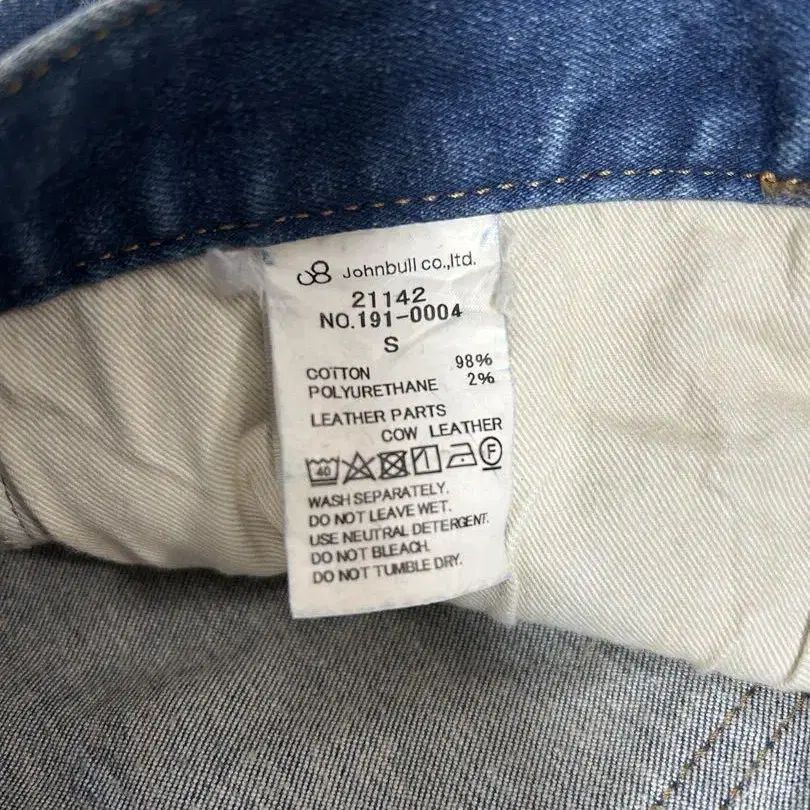 Johnbull co.,ltd.
21142
NO.191-0004
S
COTTON 98%
POLYURETHANE 2%
LEATHER PARTS
COW LEATHER
40 F
WASH SEPARATELY.
DO NOT LEAVE WET.
USE NEUTRAL DETERGENT.
DO NOT BLEACH.
DO NOT TUMBLE DRY.